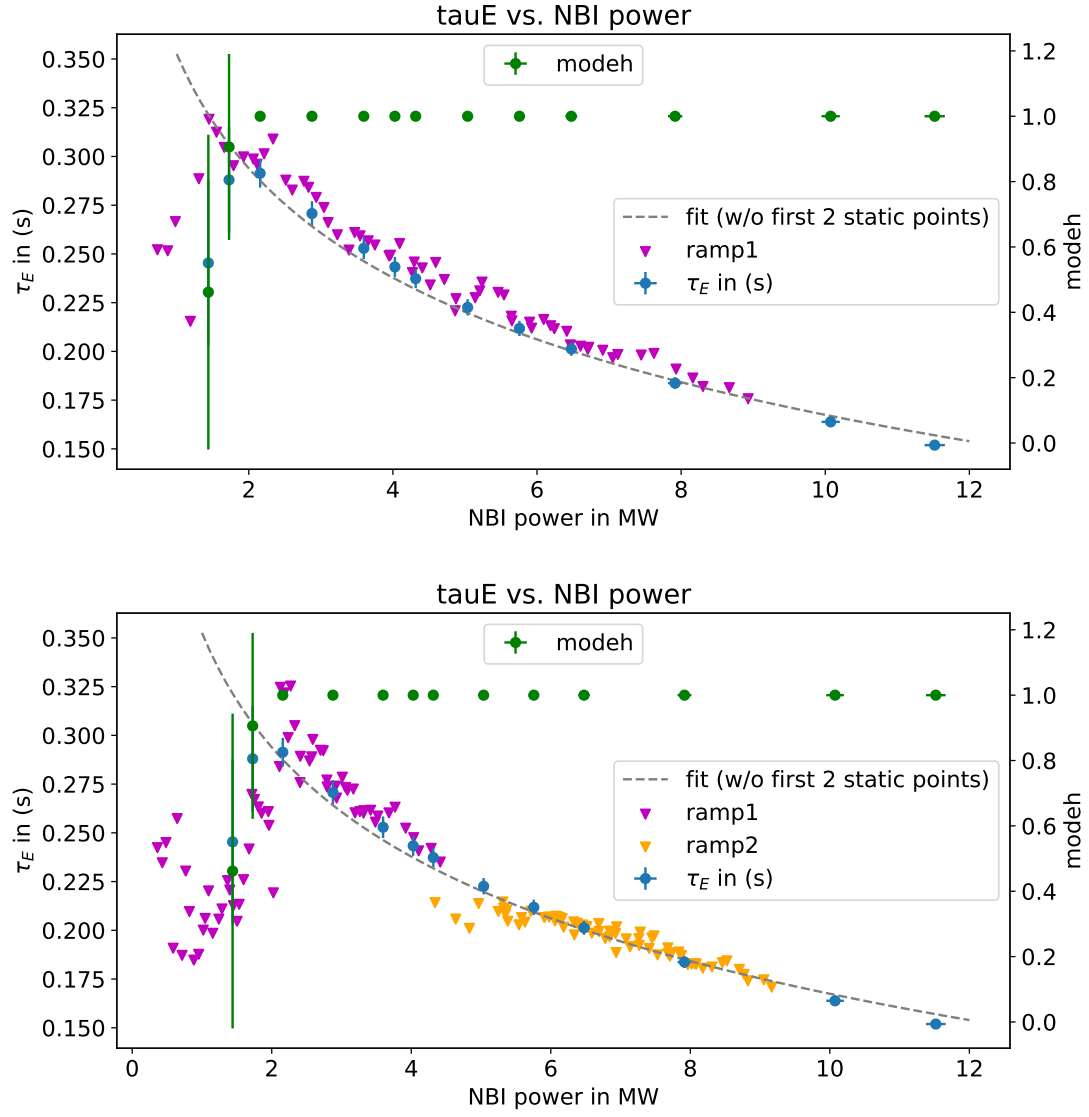 tauE vs. NBI power
0.350
0.325
0.300
0.275
0.250
0.225
0.200
0.175
0.150
τE in (s)
modeh
fit (w/o first 2 static points)
ramp1
τE in (s)
1.2
1.0
0.8
0.6
0.4
0.2
0.0
modeh
2 4 6 8 10 12
NBI power in MW
tauE vs. NBI power
0.350
0.325
0.300
0.275
0.250
0.225
0.200
0.175
0.150
τE in (s)
modeh
fit (w/o first 2 static points)
ramp1
ramp2
τE in (s)
1.2
1.0
0.8
0.6
0.4
0.2
0.0
modeh
0 2 4 6 8 10 12
NBI power in MW